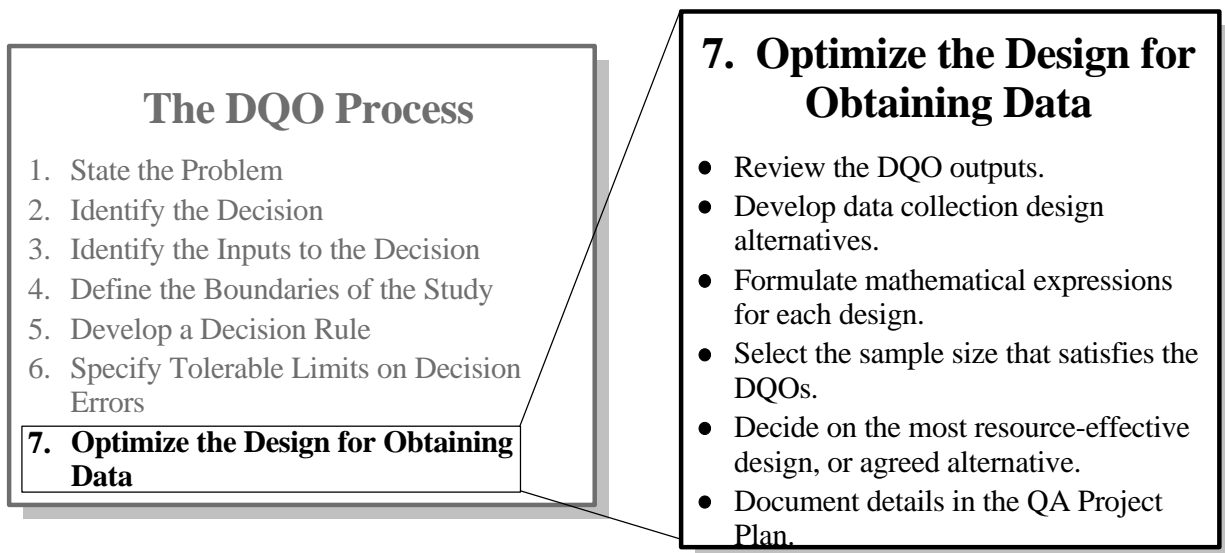 The DQO Process
1. State the Problem
2. Identify the Decision
3. Identify the Inputs to the Decision
4. Define the Boundaries of the Study
5. Develop a Decision Rule
6. Specify Tolerable Limits on Decision
Errors
7. Optimize the Design for Obtaining
Data
7. Optimize the Design for
Obtaining Data
● Review the DQO outputs.
● Develop data collection design
alternatives.
● Formulate mathematical expressions
for each design.
● Select the sample size that satisfies the
DQOs.
● Decide on the most resource-effective
design, or agreed alternative.
● Document details in the QA Project
Plan.